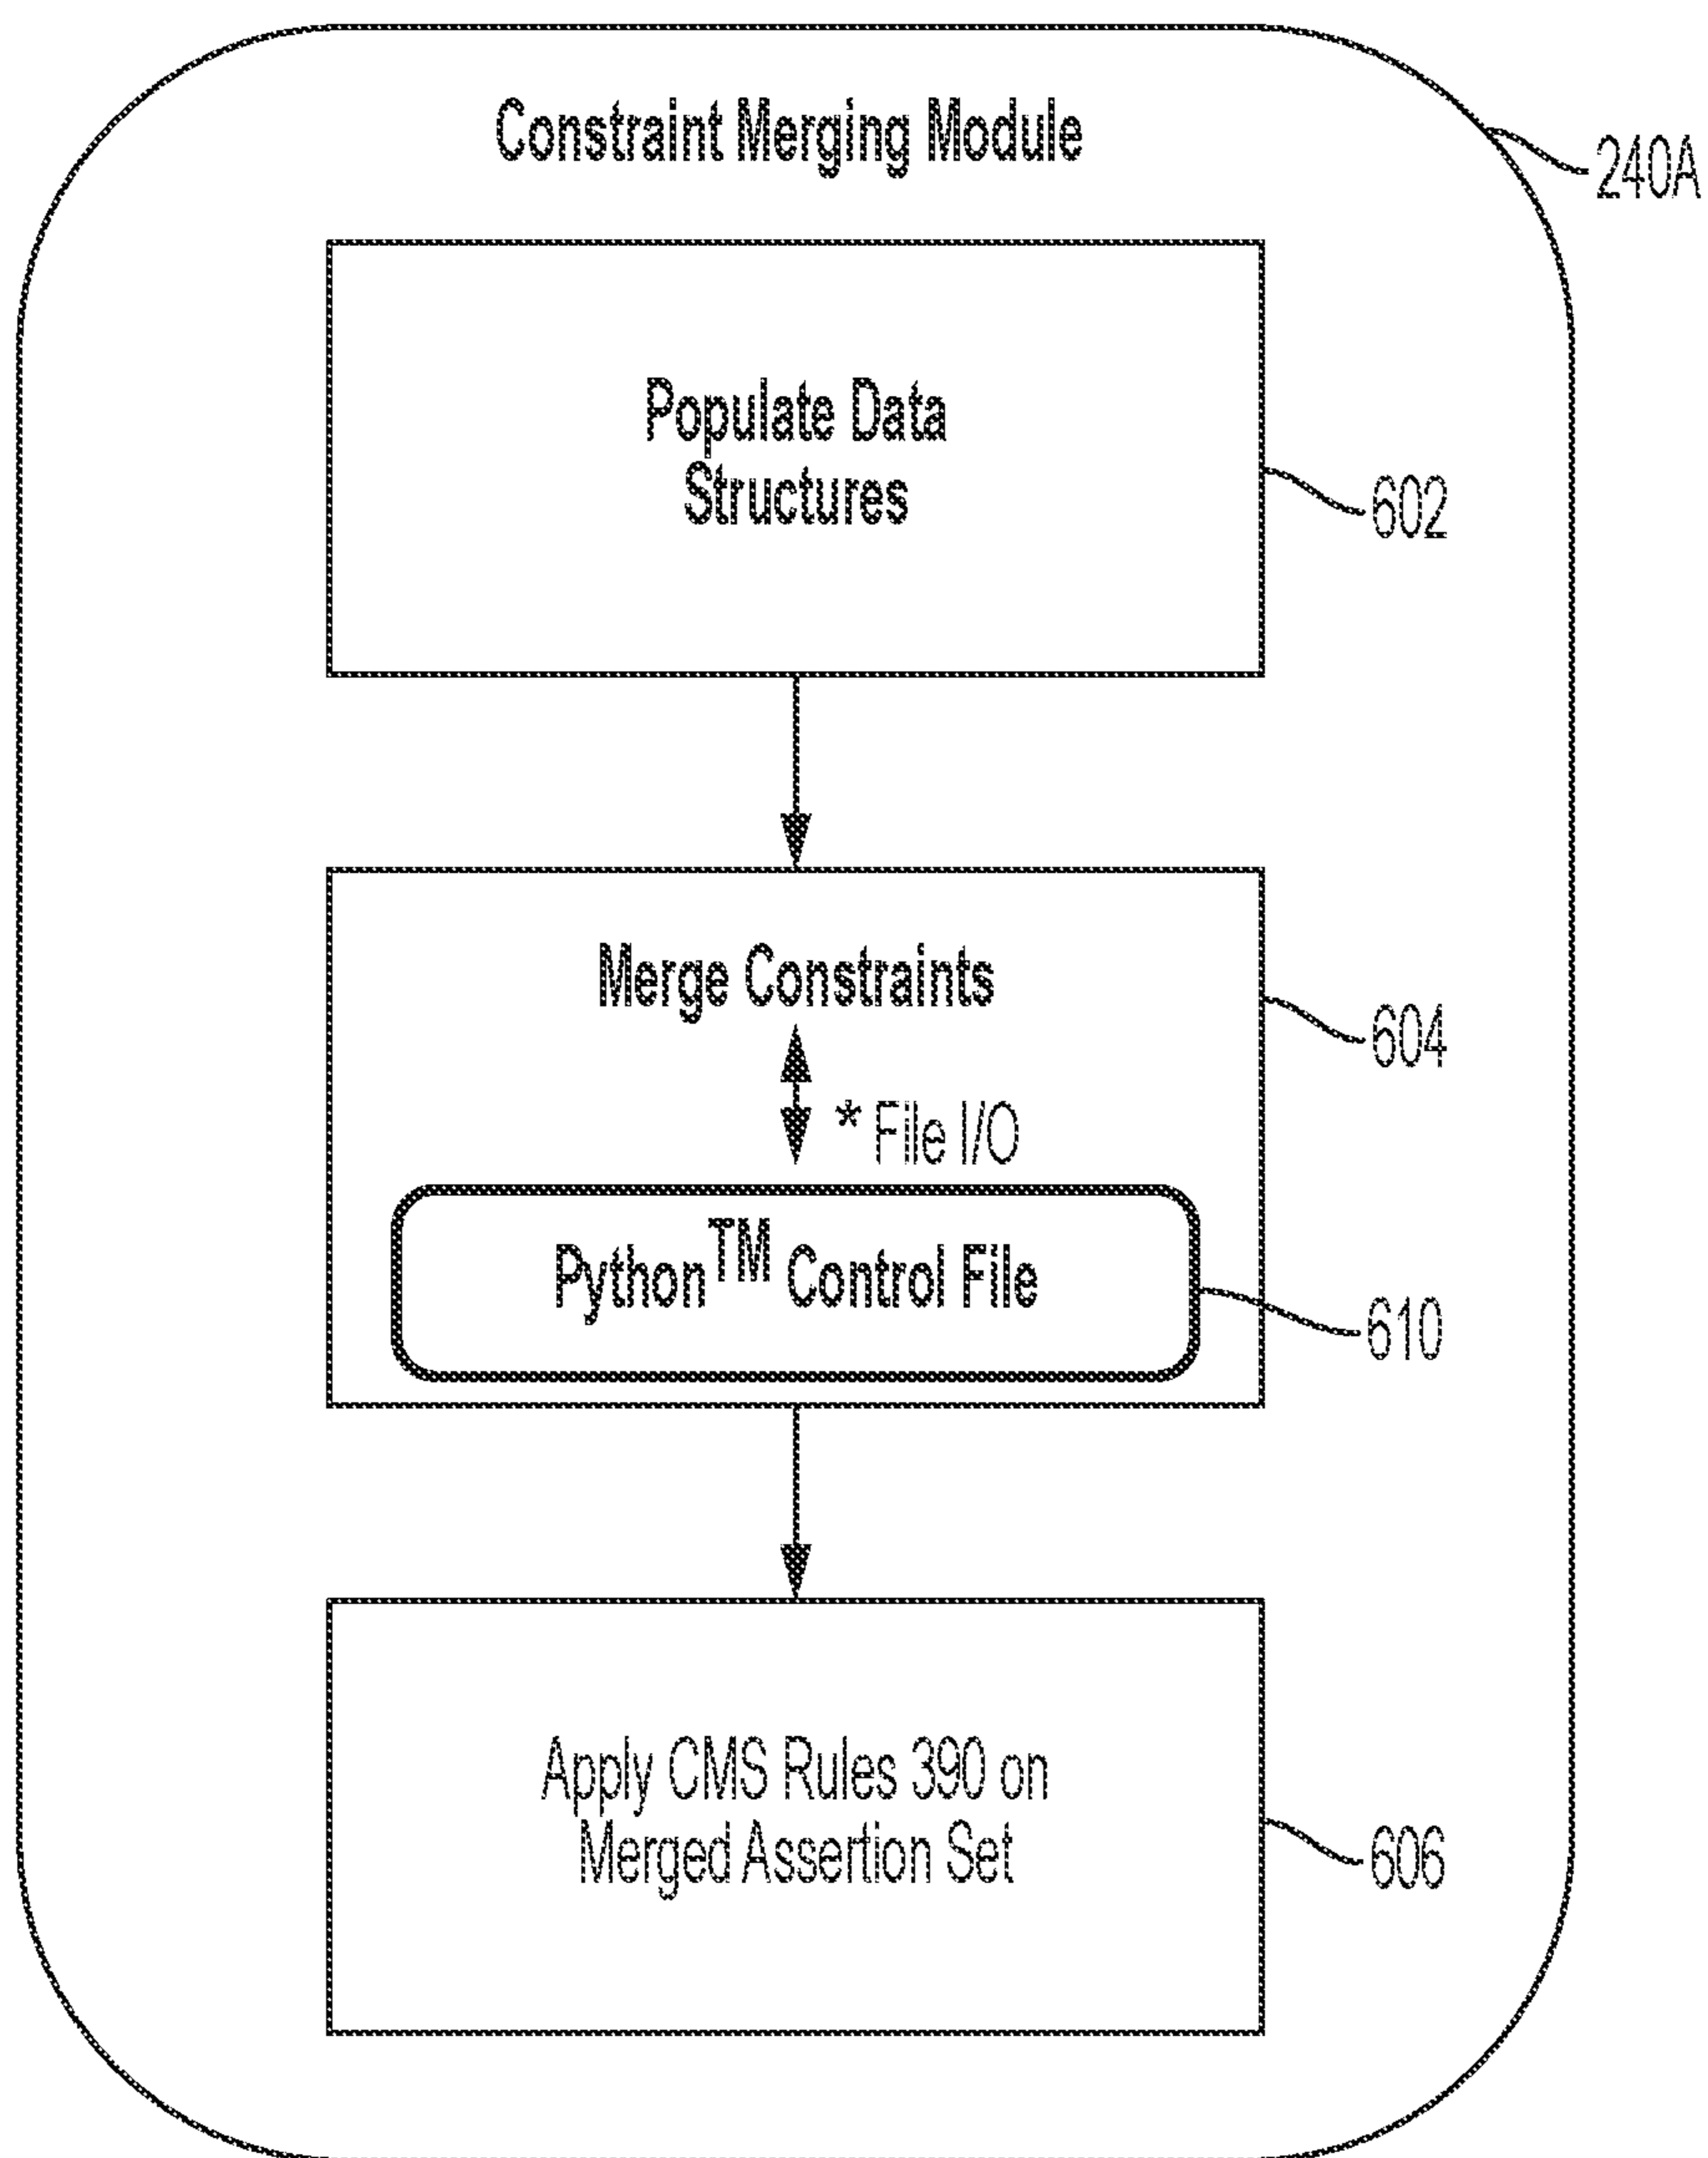 Constraint Merging Module
240A
Populate Data
Structures
602
Merge Constraints
604
* File I/O
Python™ Control File
610
Apply CMS Rules 390 on
Merged Assertion Set
606